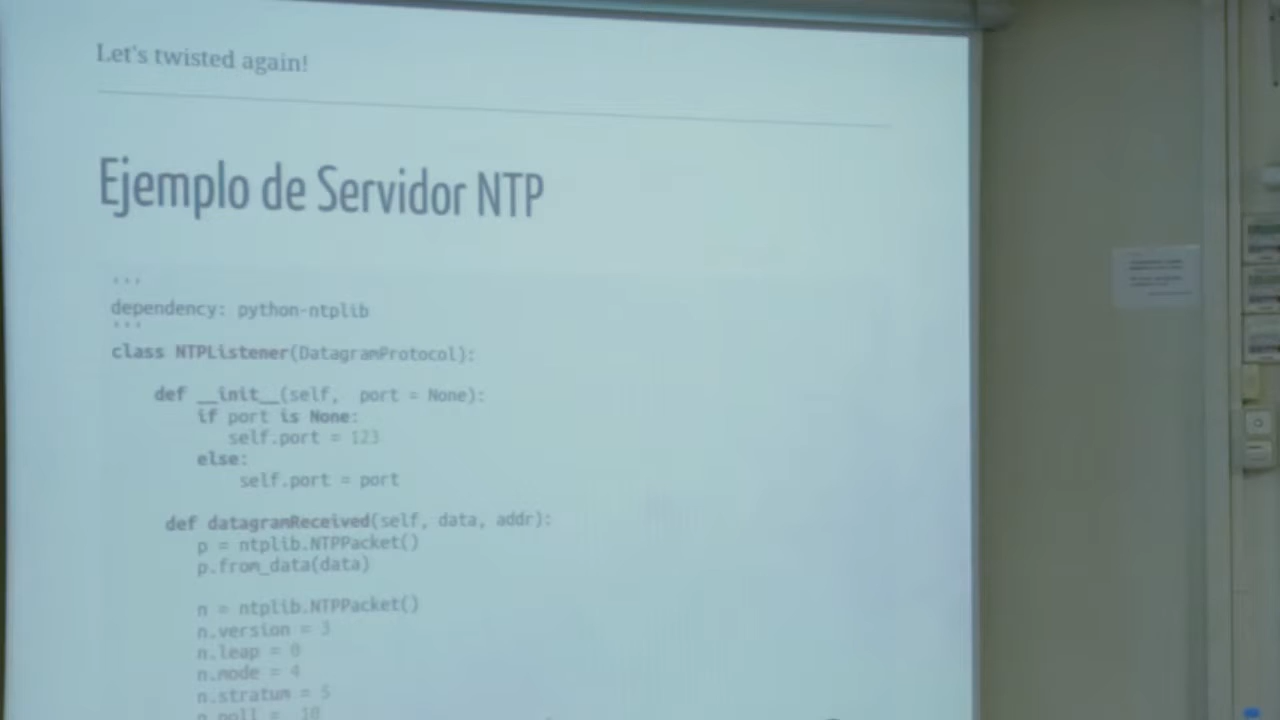 Let's twisted again!
Ejemplo de Servidor NTP
'''
dependency: python-ntplib
'''
class NTPListener(DatagramProtocol):
def __init__(self, port = None):
if port is None:
self.port = 123
else:
self.port = port
def datagramReceived(self, data, addr):
p = ntplib.NTPPacket()
p.from_data(data)
n = ntplib.NTPPacket()
n.version = 3
n.leap = 0
n.mode = 4
n.stratum = 5
n.poll = 10